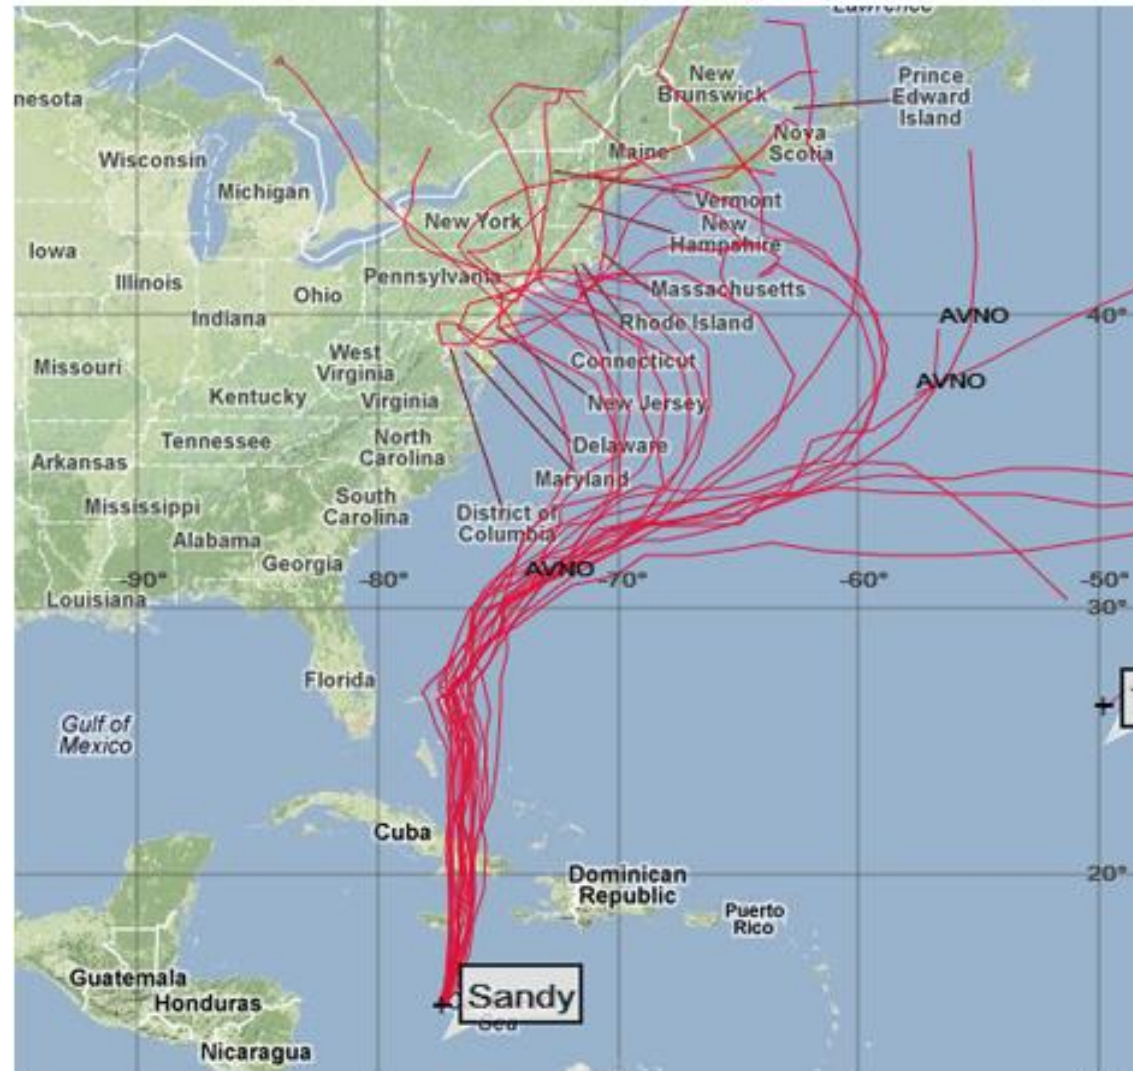 Lawrence
nesota
New
Brunswick
Prince
Edward
Island
Wisconsin
Michigan
Maine
Nova
Scotia
Vermont
New York
New
Hampshire
Iowa
Illinois
Ohio
Pennsylvania
Massachusetts
Indiana
Rhode Island
AVNO
40°
Missouri
West
Virginia
Connecticut
AVNO
Kentucky
Virginia
New Jersey
Tennessee
North
Carolina
Delaware
Arkansas
Maryland
Mississippi
South
Carolina
District of
Columbia
Alabama
Georgia
AVNO
-90°
-80°
-70°
-60°
-50°
Louisiana
30°
Florida
Gulf of
Mexico
Cuba
20°
Dominican
Republic
Puerto
Rico
Guatemala
Honduras
Sandy
Sea
Nicaragua